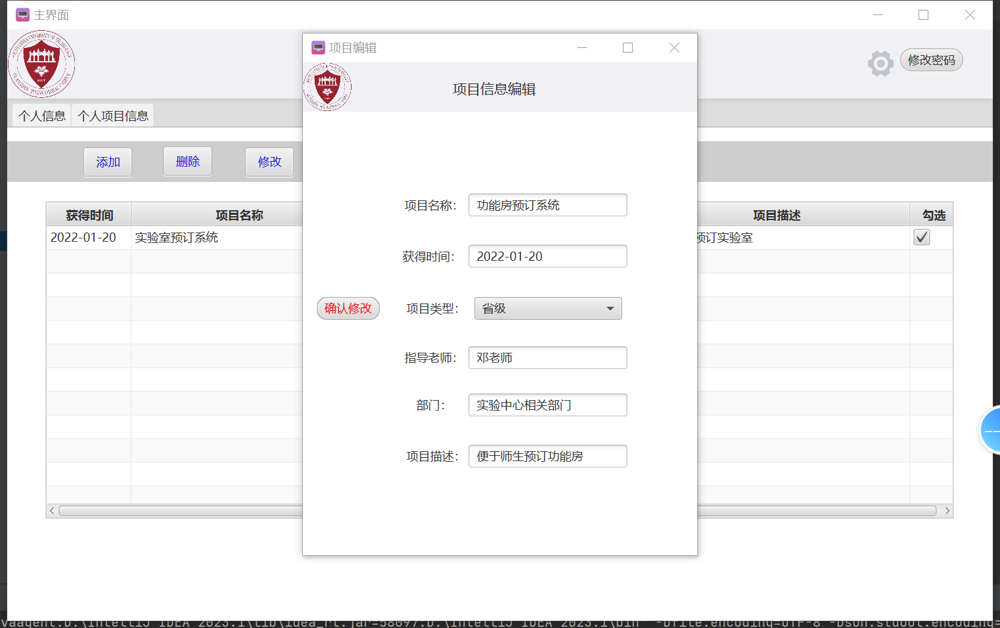 主界面
项目编辑
修改密码
项目信息编辑
个人信息 个人项目信息
添加 删除 修改
项目名称： 功能房预订系统
获得时间 项目名称 项目描述 勾选
2022-01-20 实验室预订系统 预订实验室
获得时间： 2022-01-20
确认修改 项目类型： 省级
指导老师： 邓老师
部门： 实验中心相关部门
项目描述： 便于师生预订功能房
vaagent:D:\IntelliJ IDEA 2023.1\lib\idea_rt.jar=58097:D:\IntelliJ IDEA 2023.1\bin" -Dfile.encoding=UTF-8 -Dsun.stdout.encoding=